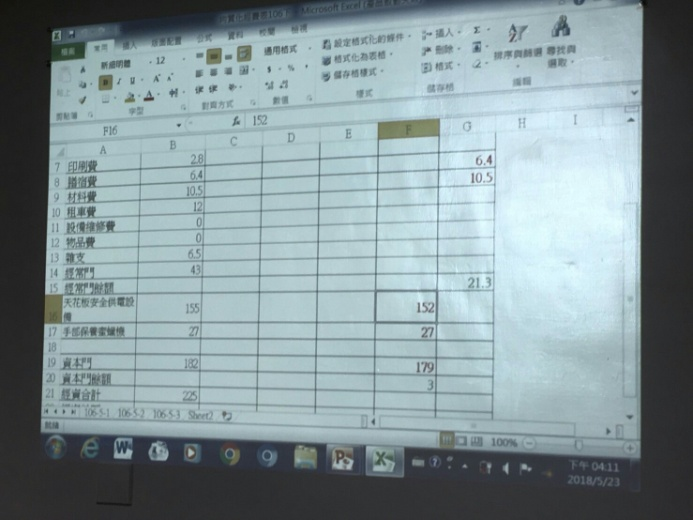 Microsoft Excel
檔案 常用 插入 版面配置 公式 資料 校閱 檢視
新細明體 12
B I U
通用格式
設定格式化的條件
格式化為表格
儲存格樣式
插入
刪除
格式
排序與篩選 尋找與選取
貼上
剪貼簿 字型 對齊方式 數值 樣式 儲存格 編輯
F16 fx 152
A B C D E F G H I
7 印刷費 2.8 6.4
8 膳宿費 6.4 10.5
9 材料費 10.5
10 租車費 12
11 設備維修費 0
12 物品費 0
13 雜支 6.5
14 經常門 43
15 經常門餘額 21.3
16 天花板安全供電設備 155 152
17 手部保養蜜蠟機 27 27
18
19 資本門 182 179
20 資本門餘額 3
21 經資合計 225
106-5-1 106-5-2 106-5-3 Sheet2
就緒 100%
下午 04:11
2018/5/23